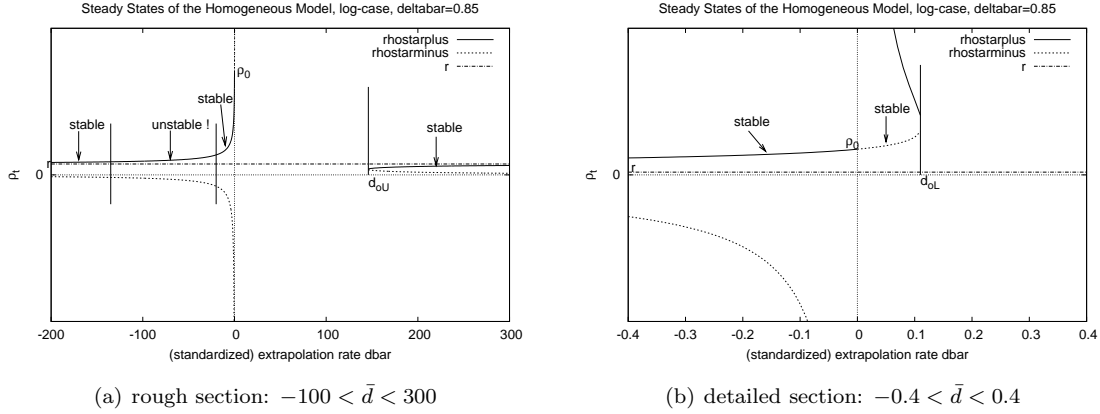 Steady States of the Homogeneous Model, log-case, deltabar=0.85
rhostarplus
rhostarminus
r
ρ0
stable
stable
unstable !
stable
r
0
ρt
doU
-200 -100 0 100 200 300
(standardized) extrapolation rate dbar
(a) rough section: −100 < d̄ < 300
Steady States of the Homogeneous Model, log-case, deltabar=0.85
rhostarplus
rhostarminus
r
stable
stable
ρ0
r
0
ρt
doL
-0.4 -0.3 -0.2 -0.1 0 0.1 0.2 0.3 0.4
(standardized) extrapolation rate dbar
(b) detailed section: −0.4 < d̄ < 0.4